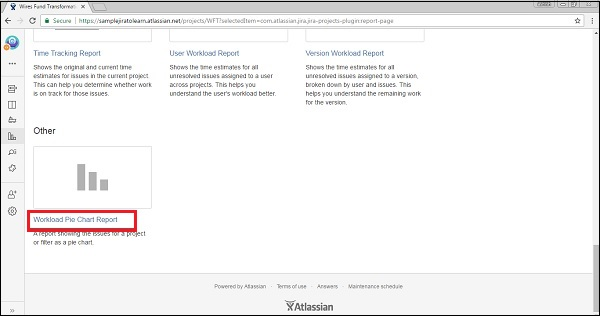 Wires Fund Transformati
Secure https://samplejiratolearn.atlassian.net/projects/WFT?selectedItem=com.atlassian.jira.jira-projects-plugin:report-page
Time Tracking Report
Shows the original and current time
estimates for issues in the current project.
This can help you determine whether work
is on track for those issues.
User Workload Report
Shows the time estimates for all
unresolved issues assigned to a user
across projects. This helps you
understand the user's workload better.
Version Workload Report
Shows the time estimates for all
unresolved issues assigned to a version,
broken down by user and issues. This
helps you understand the remaining work
for the version.
Other
Workload Pie Chart Report
A report showing the issues for a project
or filter as a pie chart.
Powered by Atlassian · Terms of use · Answers · Maintenance schedule
Atlassian